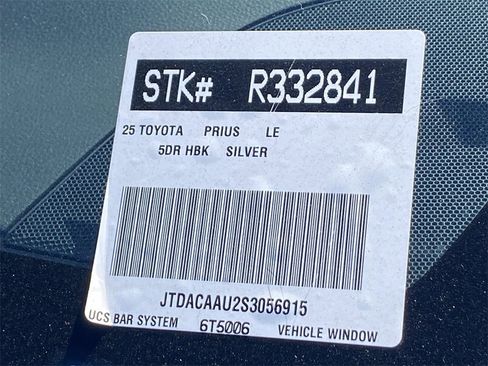 STK# R332841
25 TOYOTA PRIUS LE
5DR HBK SILVER
JTDACAAU2S3056915
UCS BAR SYSTEM 6T5006 VEHICLE WINDOW